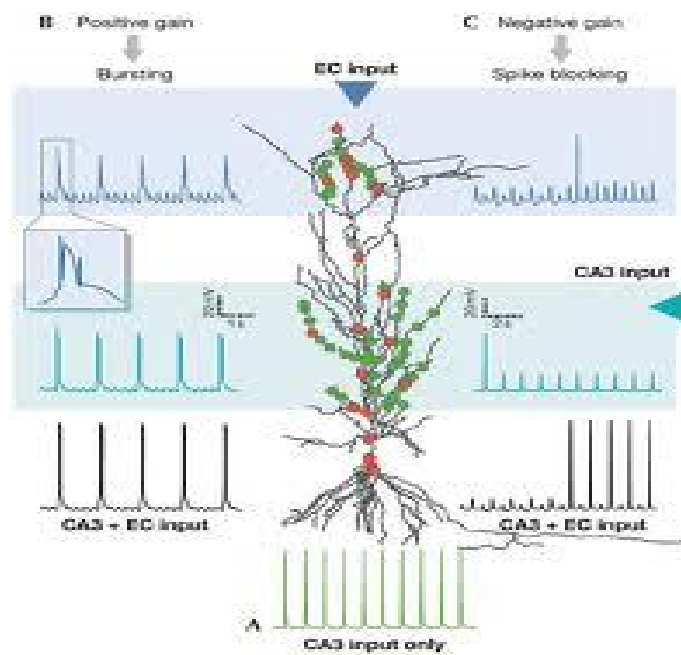 B Positive gain
Bursting
EC input
C Negative gain
Spike blocking
CA3 input
CA3 + EC input
CA3 + EC input
A
CA3 input only